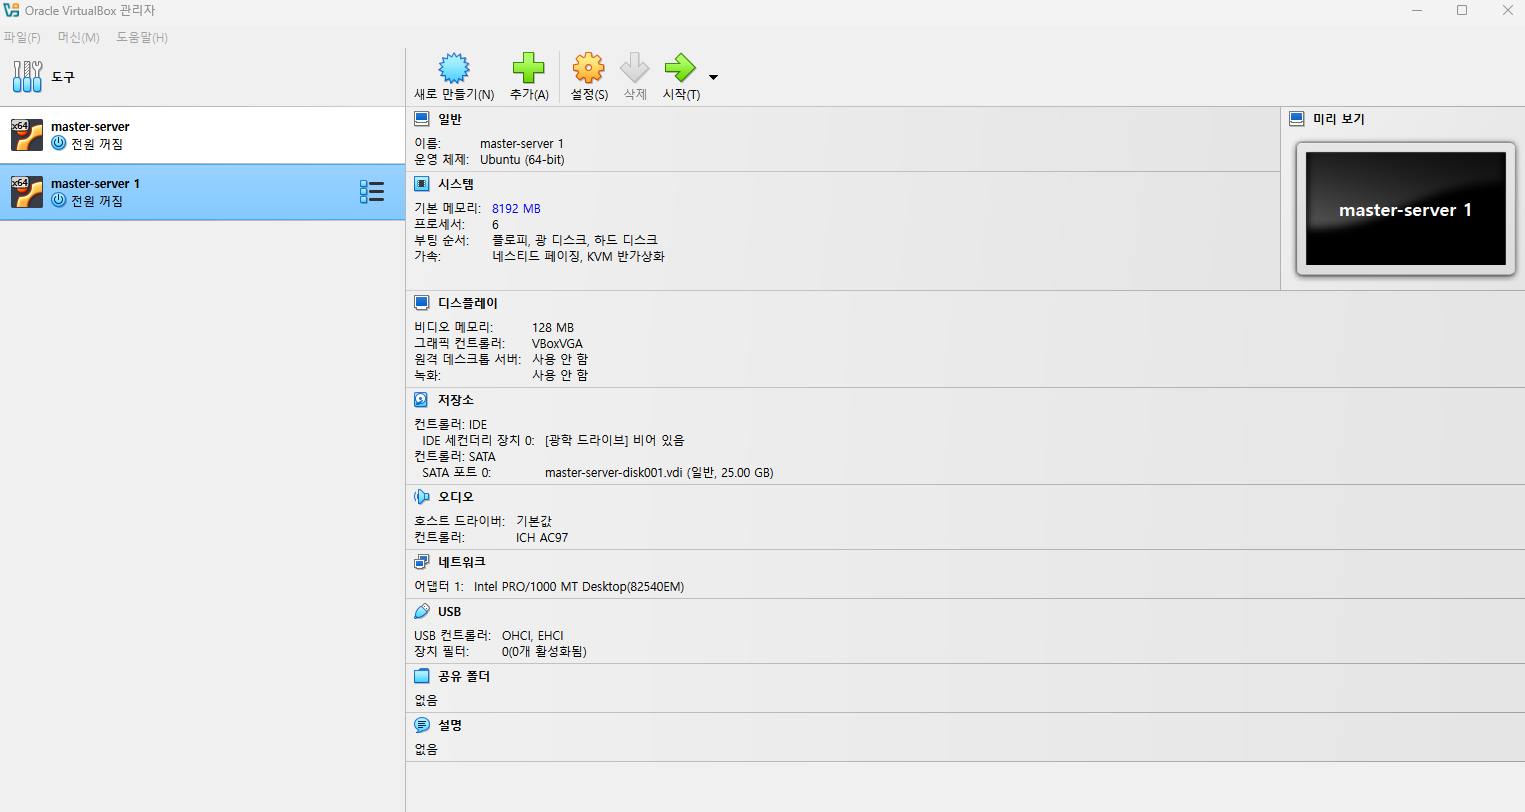 Oracle VirtualBox 관리자
파일(F) 머신(M) 도움말(H)
도구
새로 만들기(N) 추가(A) 설정(S) 삭제 시작(T)
x64
master-server
전원 꺼짐
x64
master-server 1
전원 꺼짐
일반
이름: master-server 1
운영 체제: Ubuntu (64-bit)
미리 보기
master-server 1
시스템
기본 메모리: 8192 MB
프로세서: 6
부팅 순서: 플로피, 광 디스크, 하드 디스크
가속: 네스티드 페이징, KVM 반가상화
디스플레이
비디오 메모리: 128 MB
그래픽 컨트롤러: VBoxVGA
원격 데스크톱 서버: 사용 안 함
녹화: 사용 안 함
저장소
컨트롤러: IDE
IDE 세컨더리 장치 0: [광학 드라이브] 비어 있음
컨트롤러: SATA
SATA 포트 0: master-server-disk001.vdi (일반, 25.00 GB)
오디오
호스트 드라이버: 기본값
컨트롤러: ICH AC97
네트워크
어댑터 1: Intel PRO/1000 MT Desktop(82540EM)
USB
USB 컨트롤러: OHCI, EHCI
장치 필터: 0(0개 활성화됨)
공유 폴더
없음
설명
없음